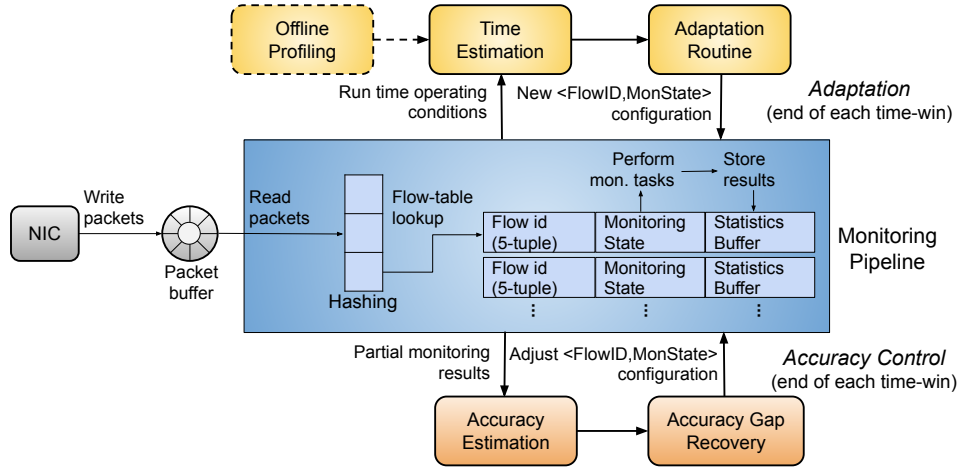 Offline
Profiling
Time
Estimation
Adaptation
Routine
Run time operating
conditions
New <FlowID,MonState>
configuration
Adaptation
(end of each time-win)
Perform
mon. tasks
Store
results
Write
packets
Read
packets
Flow-table
lookup
NIC
Packet
buffer
Hashing
Flow id
(5-tuple)
Monitoring
State
Statistics
Buffer
Flow id
(5-tuple)
Monitoring
State
Statistics
Buffer
Monitoring
Pipeline
Partial monitoring
results
Adjust <FlowID,MonState>
configuration
Accuracy Control
(end of each time-win)
Accuracy
Estimation
Accuracy Gap
Recovery